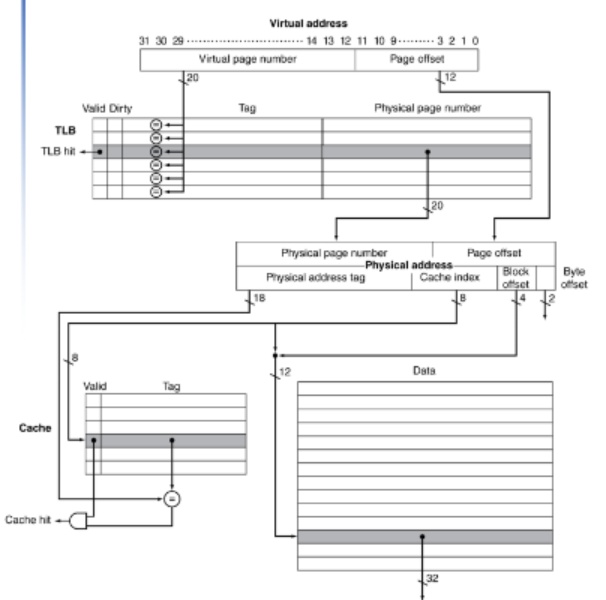 Virtual address
31 30 29 14 13 12 11 10 9 3 2 1 0
Virtual page number Page offset
20 12
Valid Dirty Tag Physical page number
TLB
= = = = = =
TLB hit
20
Physical page number Page offset
Physical address
Physical address tag Cache index Block offset Byte offset
18 8 4 2
8
12
Data
Valid Tag
Cache
=
Cache hit
32